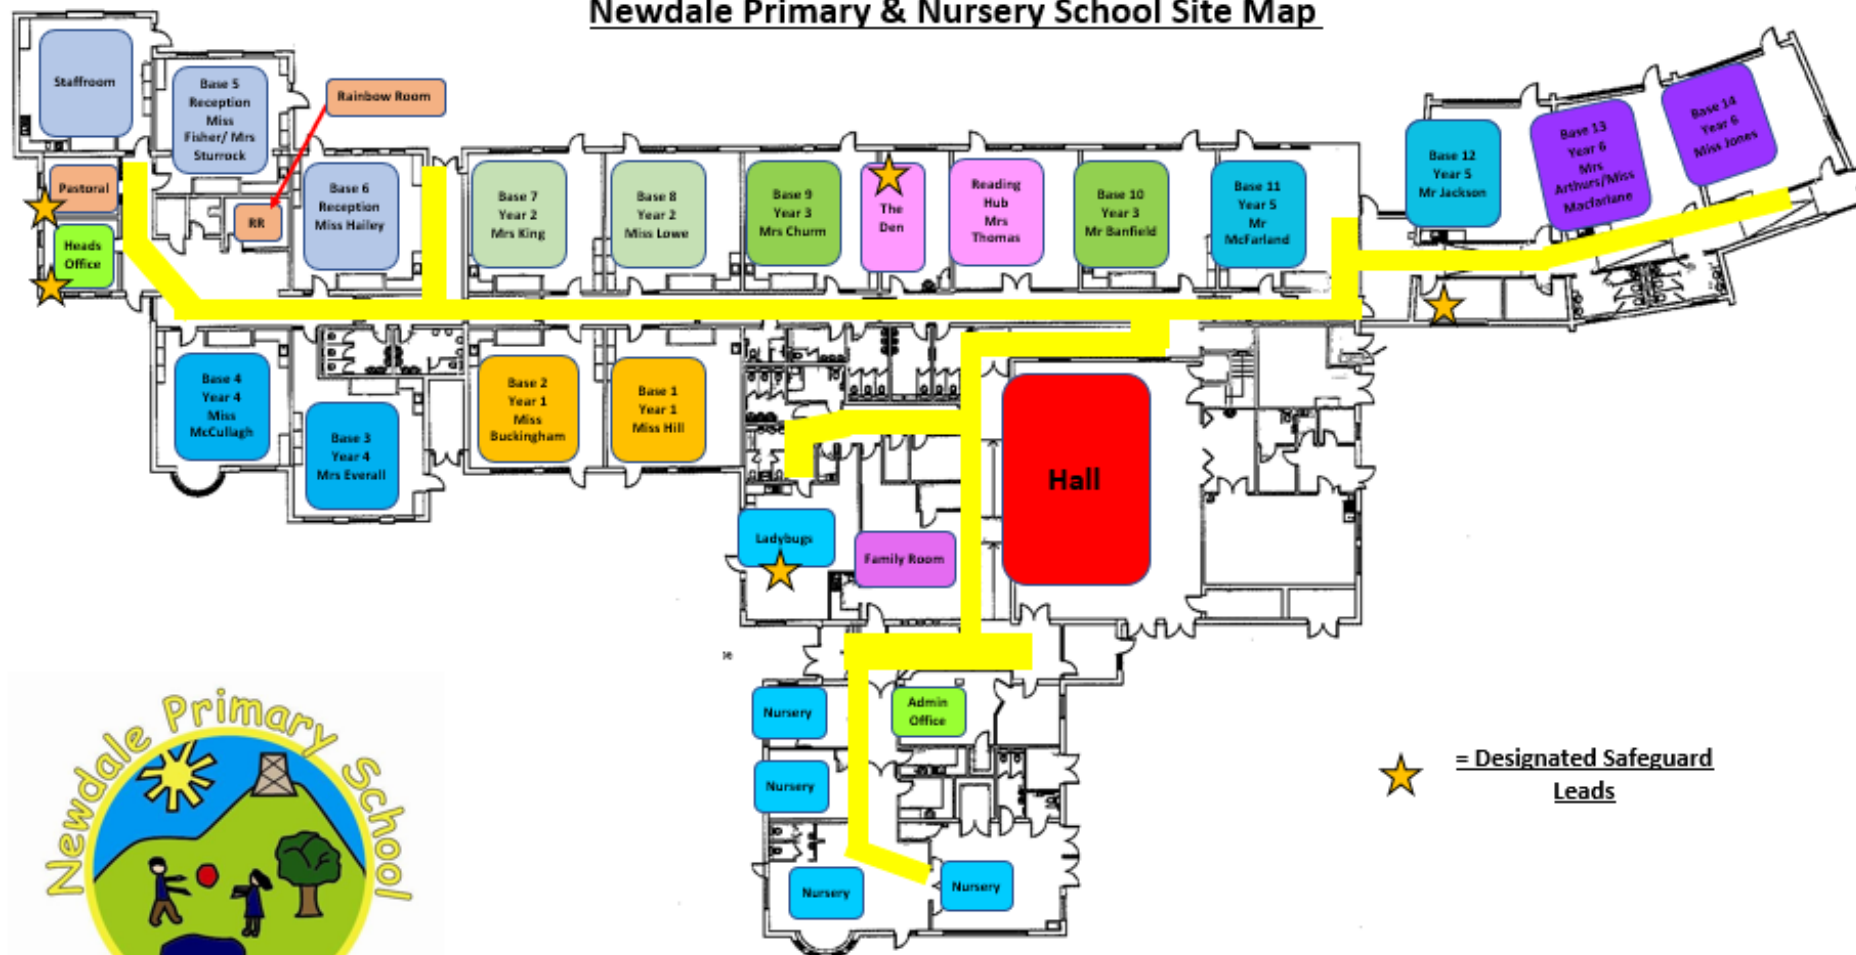 Newdale Primary & Nursery School Site Map
Staffroom
Base 5
Reception
Miss
Fisher/ Mrs
Sturrock
Rainbow Room
Pastoral
Heads
Office
RR
Base 6
Reception
Miss Hailey
Base 7
Year 2
Mrs King
Base 8
Year 2
Miss Lowe
Base 9
Year 3
Mrs Churm
The
Den
Reading
Hub
Mrs
Thomas
Base 10
Year 3
Mr Banfield
Base 11
Year 5
Mr
McFarland
Base 12
Year 5
Mr Jackson
Base 13
Year 6
Mrs
Arthurs/Miss
Macfarlane
Base 14
Year 6
Miss Jones
Base 4
Year 4
Miss
McCullagh
Base 3
Year 4
Mrs Everall
Base 2
Year 1
Miss
Buckingham
Base 1
Year 1
Miss Hill
Hall
Ladybugs
Family Room
se
Nursery
Admin
Office
Nursery
Nursery
Nursery
= Designated Safeguard
Leads
Newdale Primary School